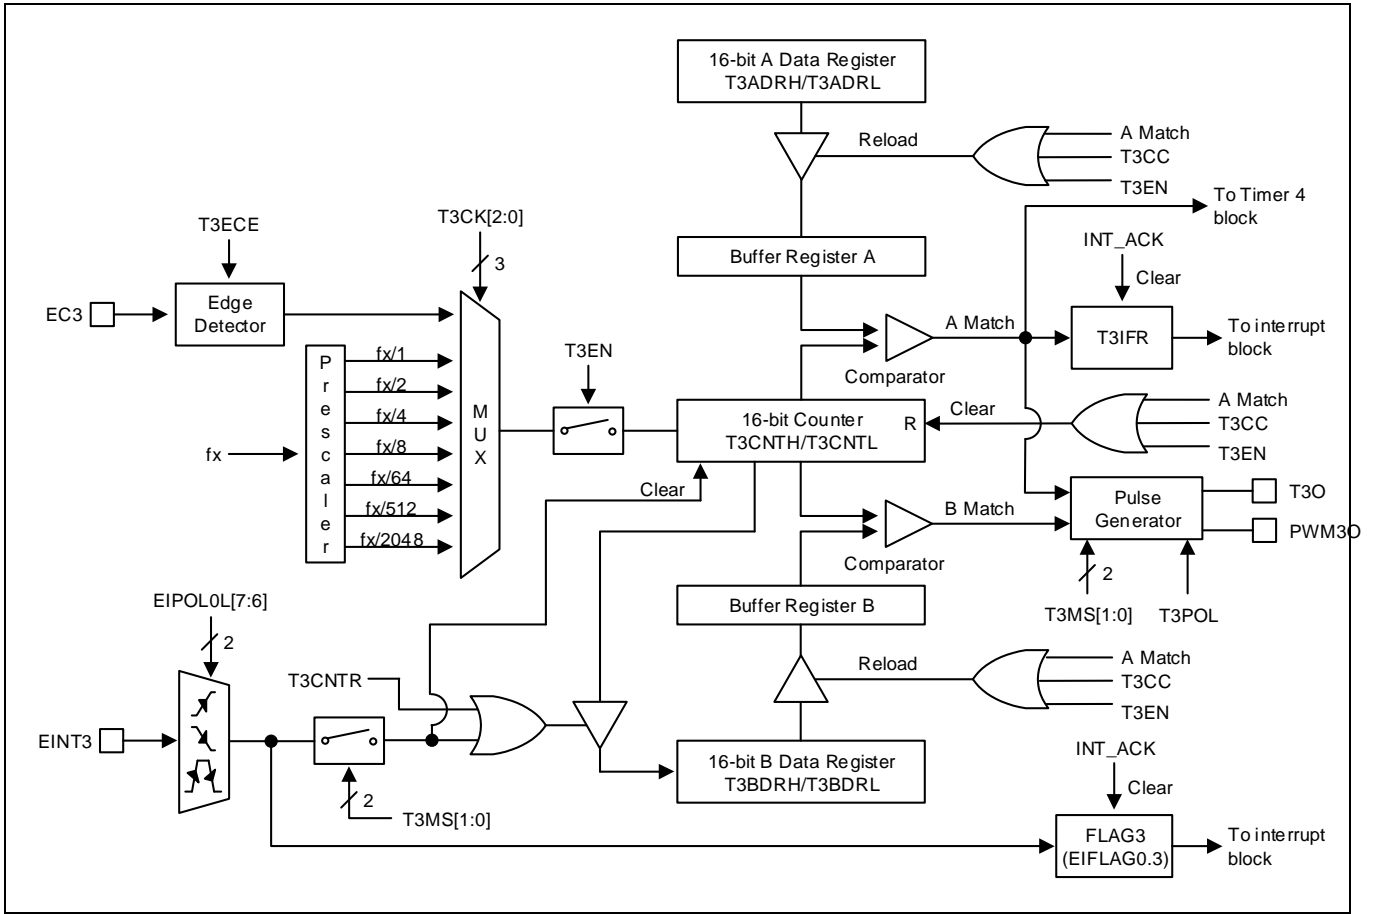 16-bit A Data Register
T3ADRH/T3ADRL
Reload
A Match
T3CC
T3EN
To Timer 4
block
T3ECE
T3CK[2:0]
3
Buffer Register A
INT_ACK
Clear
EC3
Edge
Detector
A Match
T3IFR
To interrupt
block
Prescaler
fx/1
fx/2
fx/4
fx/8
fx/64
fx/512
fx/2048
fx
MUX
T3EN
Comparator
16-bit Counter
T3CNTH/T3CNTL
R
Clear
A Match
T3CC
T3EN
Clear
B Match
Comparator
Pulse
Generator
T3O
PWM3O
2
T3MS[1:0]
T3POL
EIPOL0L[7:6]
2
Buffer Register B
Reload
A Match
T3CC
T3EN
T3CNTR
EINT3
2
T3MS[1:0]
16-bit B Data Register
T3BDRH/T3BDRL
INT_ACK
Clear
FLAG3
(EIFLAG0.3)
To interrupt
block